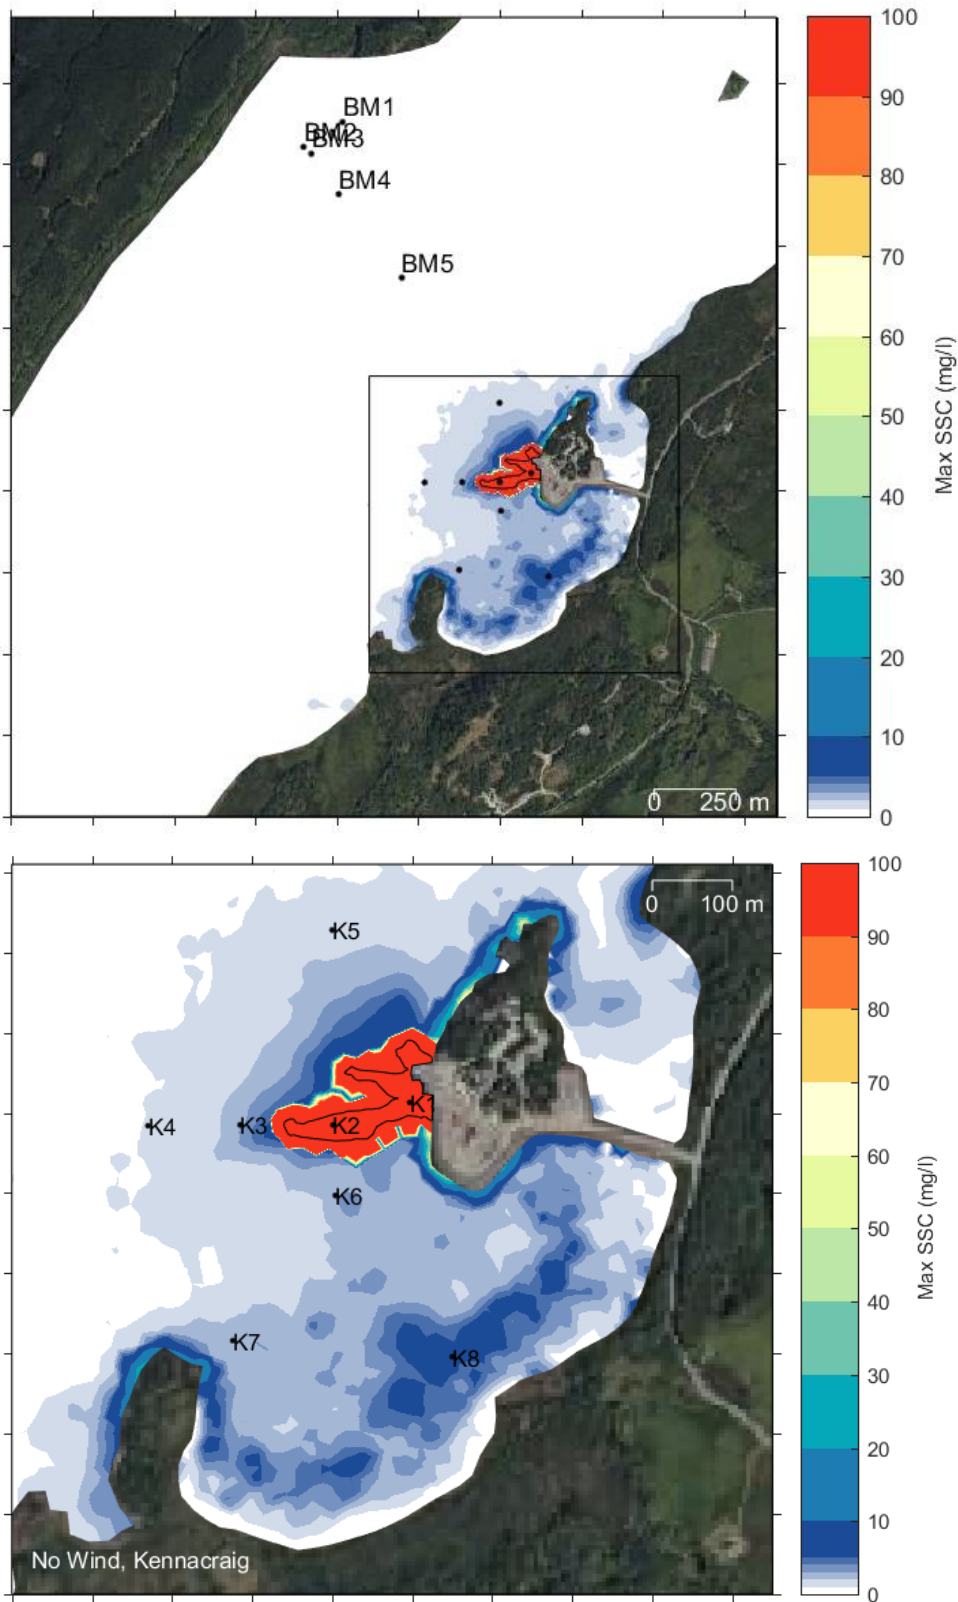 BM1
BM2
BM3
BM4
BM5
0 250 m
100
90
80
70
60
50
40
30
20
10
0
Max SSC (mg/l)
0 100 m
K5
K1
K4
K3
K2
K6
K7
K8
No Wind, Kennacraig
100
90
80
70
60
50
40
30
20
10
0
Max SSC (mg/l)